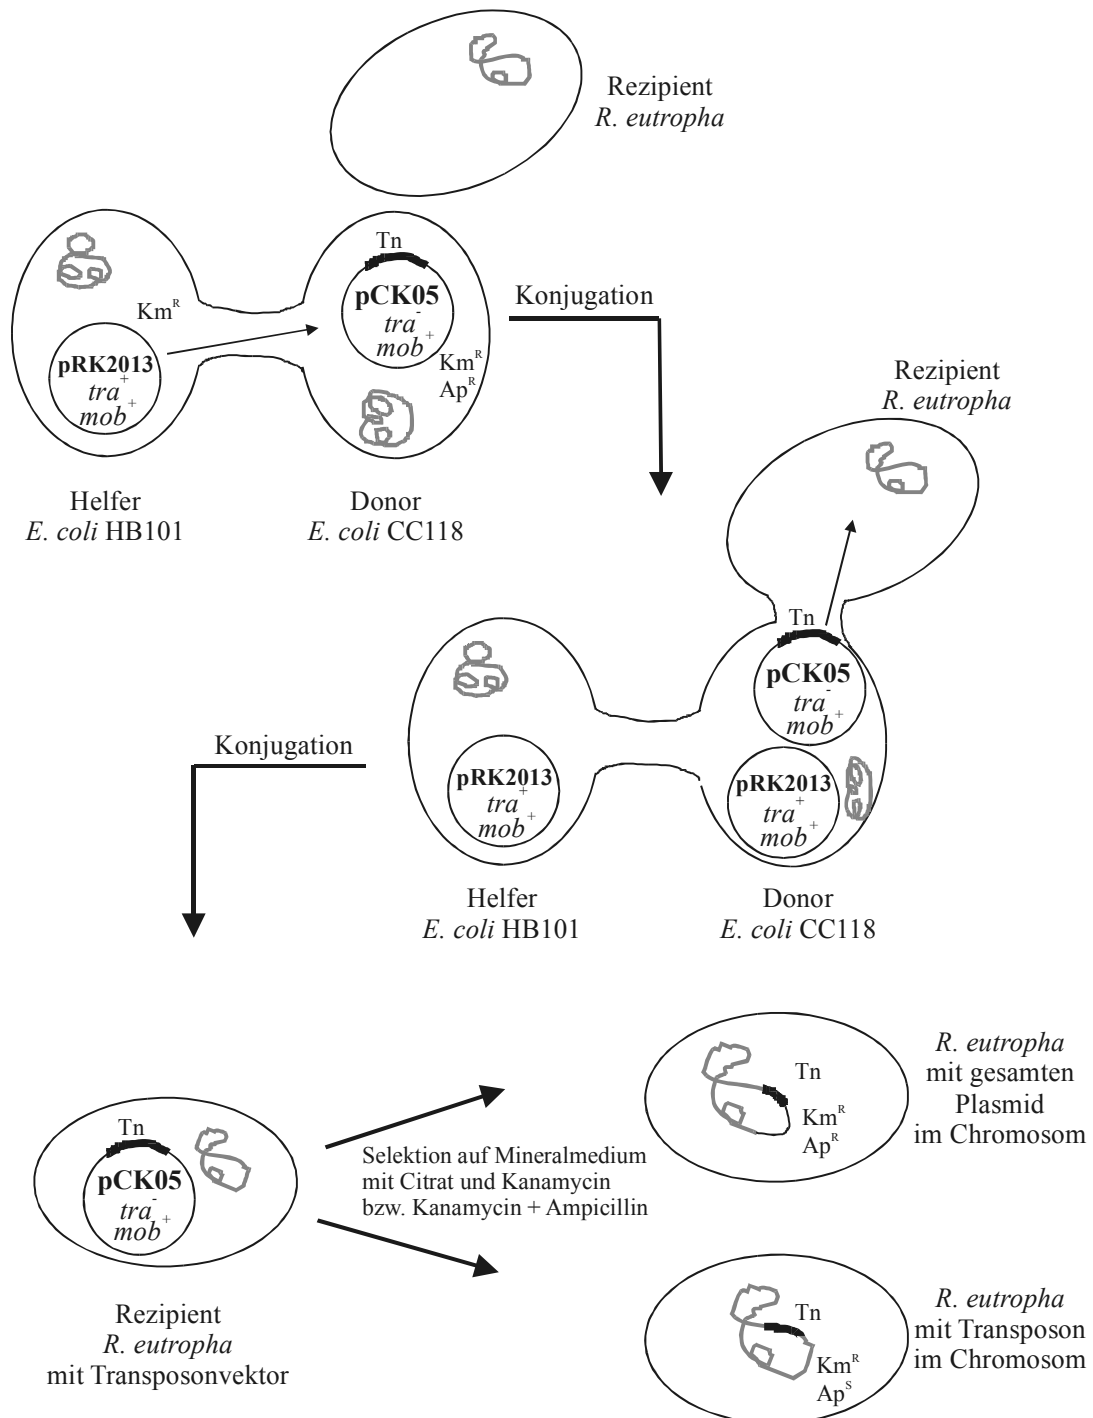 Rezipient
R. eutropha
Tn
pCK05
tra-
mob+
KmR
ApR
KmR
pRK2013
tra+
mob+
Konjugation
Helfer
E. coli HB101
Donor
E. coli CC118
Rezipient
R. eutropha
Tn
pCK05
tra-
mob+
pRK2013
tra+
mob+
pRK2013
tra+
mob+
Konjugation
Helfer
E. coli HB101
Donor
E. coli CC118
Tn
pCK05
tra-
mob+
Rezipient
R. eutropha
mit Transposonvektor
Selektion auf Mineralmedium
mit Citrat und Kanamycin
bzw. Kanamycin + Ampicillin
Tn
KmR
ApR
R. eutropha
mit gesamten
Plasmid
im Chromosom
Tn
KmR
ApS
R. eutropha
mit Transposon
im Chromosom